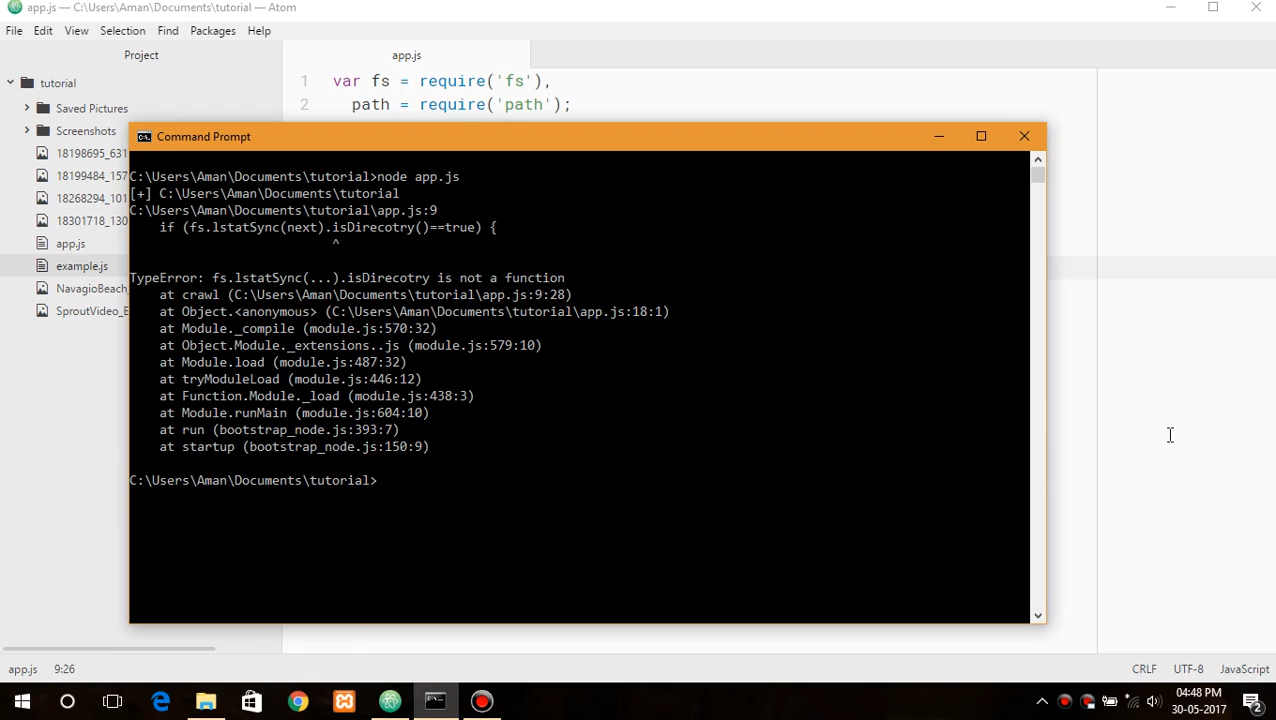 app.js — C:\Users\Aman\Documents\tutorial — Atom
File Edit View Selection Find Packages Help
Project
app.js
tutorial
Saved Pictures
Screenshots
18198695_631
18199484_157
18268294_101
18301718_130
app.js
example.js
NavagioBeach_
SproutVideo_E
1 var fs = require('fs'),
2 path = require('path');
Command Prompt
C:\Users\Aman\Documents\tutorial>node app.js
[+] C:\Users\Aman\Documents\tutorial
C:\Users\Aman\Documents\tutorial\app.js:9
if (fs.lstatSync(next).isDirecotry()==true) {
^
TypeError: fs.lstatSync(...).isDirecotry is not a function
at crawl (C:\Users\Aman\Documents\tutorial\app.js:9:28)
at Object.<anonymous> (C:\Users\Aman\Documents\tutorial\app.js:18:1)
at Module._compile (module.js:570:32)
at Object.Module._extensions..js (module.js:579:10)
at Module.load (module.js:487:32)
at tryModuleLoad (module.js:446:12)
at Function.Module._load (module.js:438:3)
at Module.runMain (module.js:604:10)
at run (bootstrap_node.js:393:7)
at startup (bootstrap_node.js:150:9)
C:\Users\Aman\Documents\tutorial>
app.js 9:26
CRLF UTF-8 JavaScript
04:48 PM
30-05-2017
2